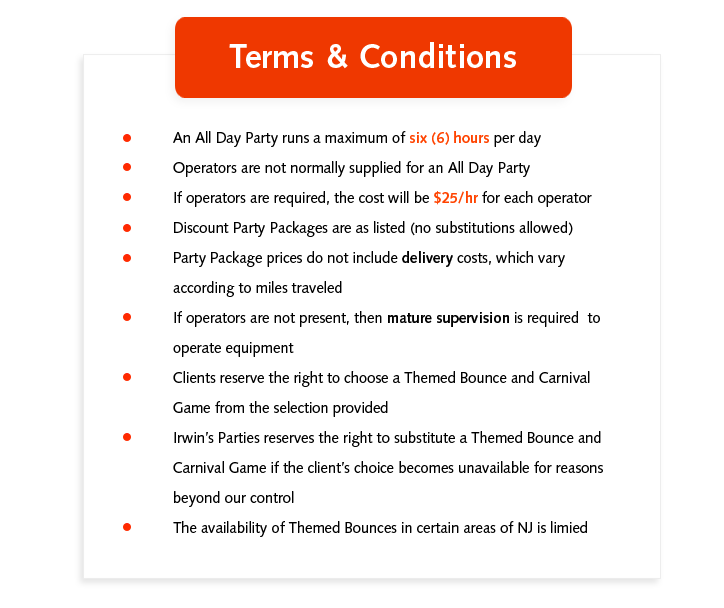 Terms & Conditions
An All Day Party runs a maximum of six (6) hours per day
Operators are not normally supplied for an All Day Party
If operators are required, the cost will be $25/hr for each operator
Discount Party Packages are as listed (no substitutions allowed)
Party Package prices do not include delivery costs, which vary
according to miles traveled
If operators are not present, then mature supervision is required  to
operate equipment
Clients reserve the right to choose a Themed Bounce and Carnival
Game from the selection provided
Irwin’s Parties reserves the right to substitute a Themed Bounce and
Carnival Game if the client’s choice becomes unavailable for reasons
beyond our control
The availability of Themed Bounces in certain areas of NJ is limied